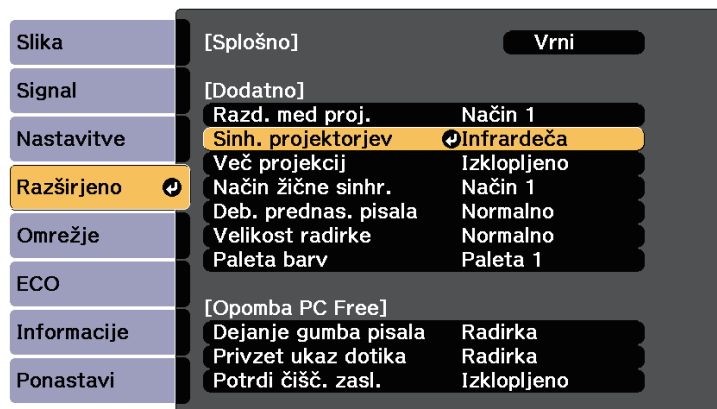 Slika
Signal
Nastavitve
Razširjeno
Omrežje
ECO
Informacije
Ponastavi
[Splošno] Vrni
[Dodatno]
Razd. med proj. Način 1
Sinh. projektorjev Infrardeča
Več projekcij Izklopljeno
Način žične sinhr. Način 1
Deb. prednas. pisala Normalno
Velikost radirke Normalno
Paleta barv Paleta 1
[Opomba PC Free]
Dejanje gumba pisala Radirka
Privzet ukaz dotika Radirka
Potrdi čišč. zasl. Izklopljeno